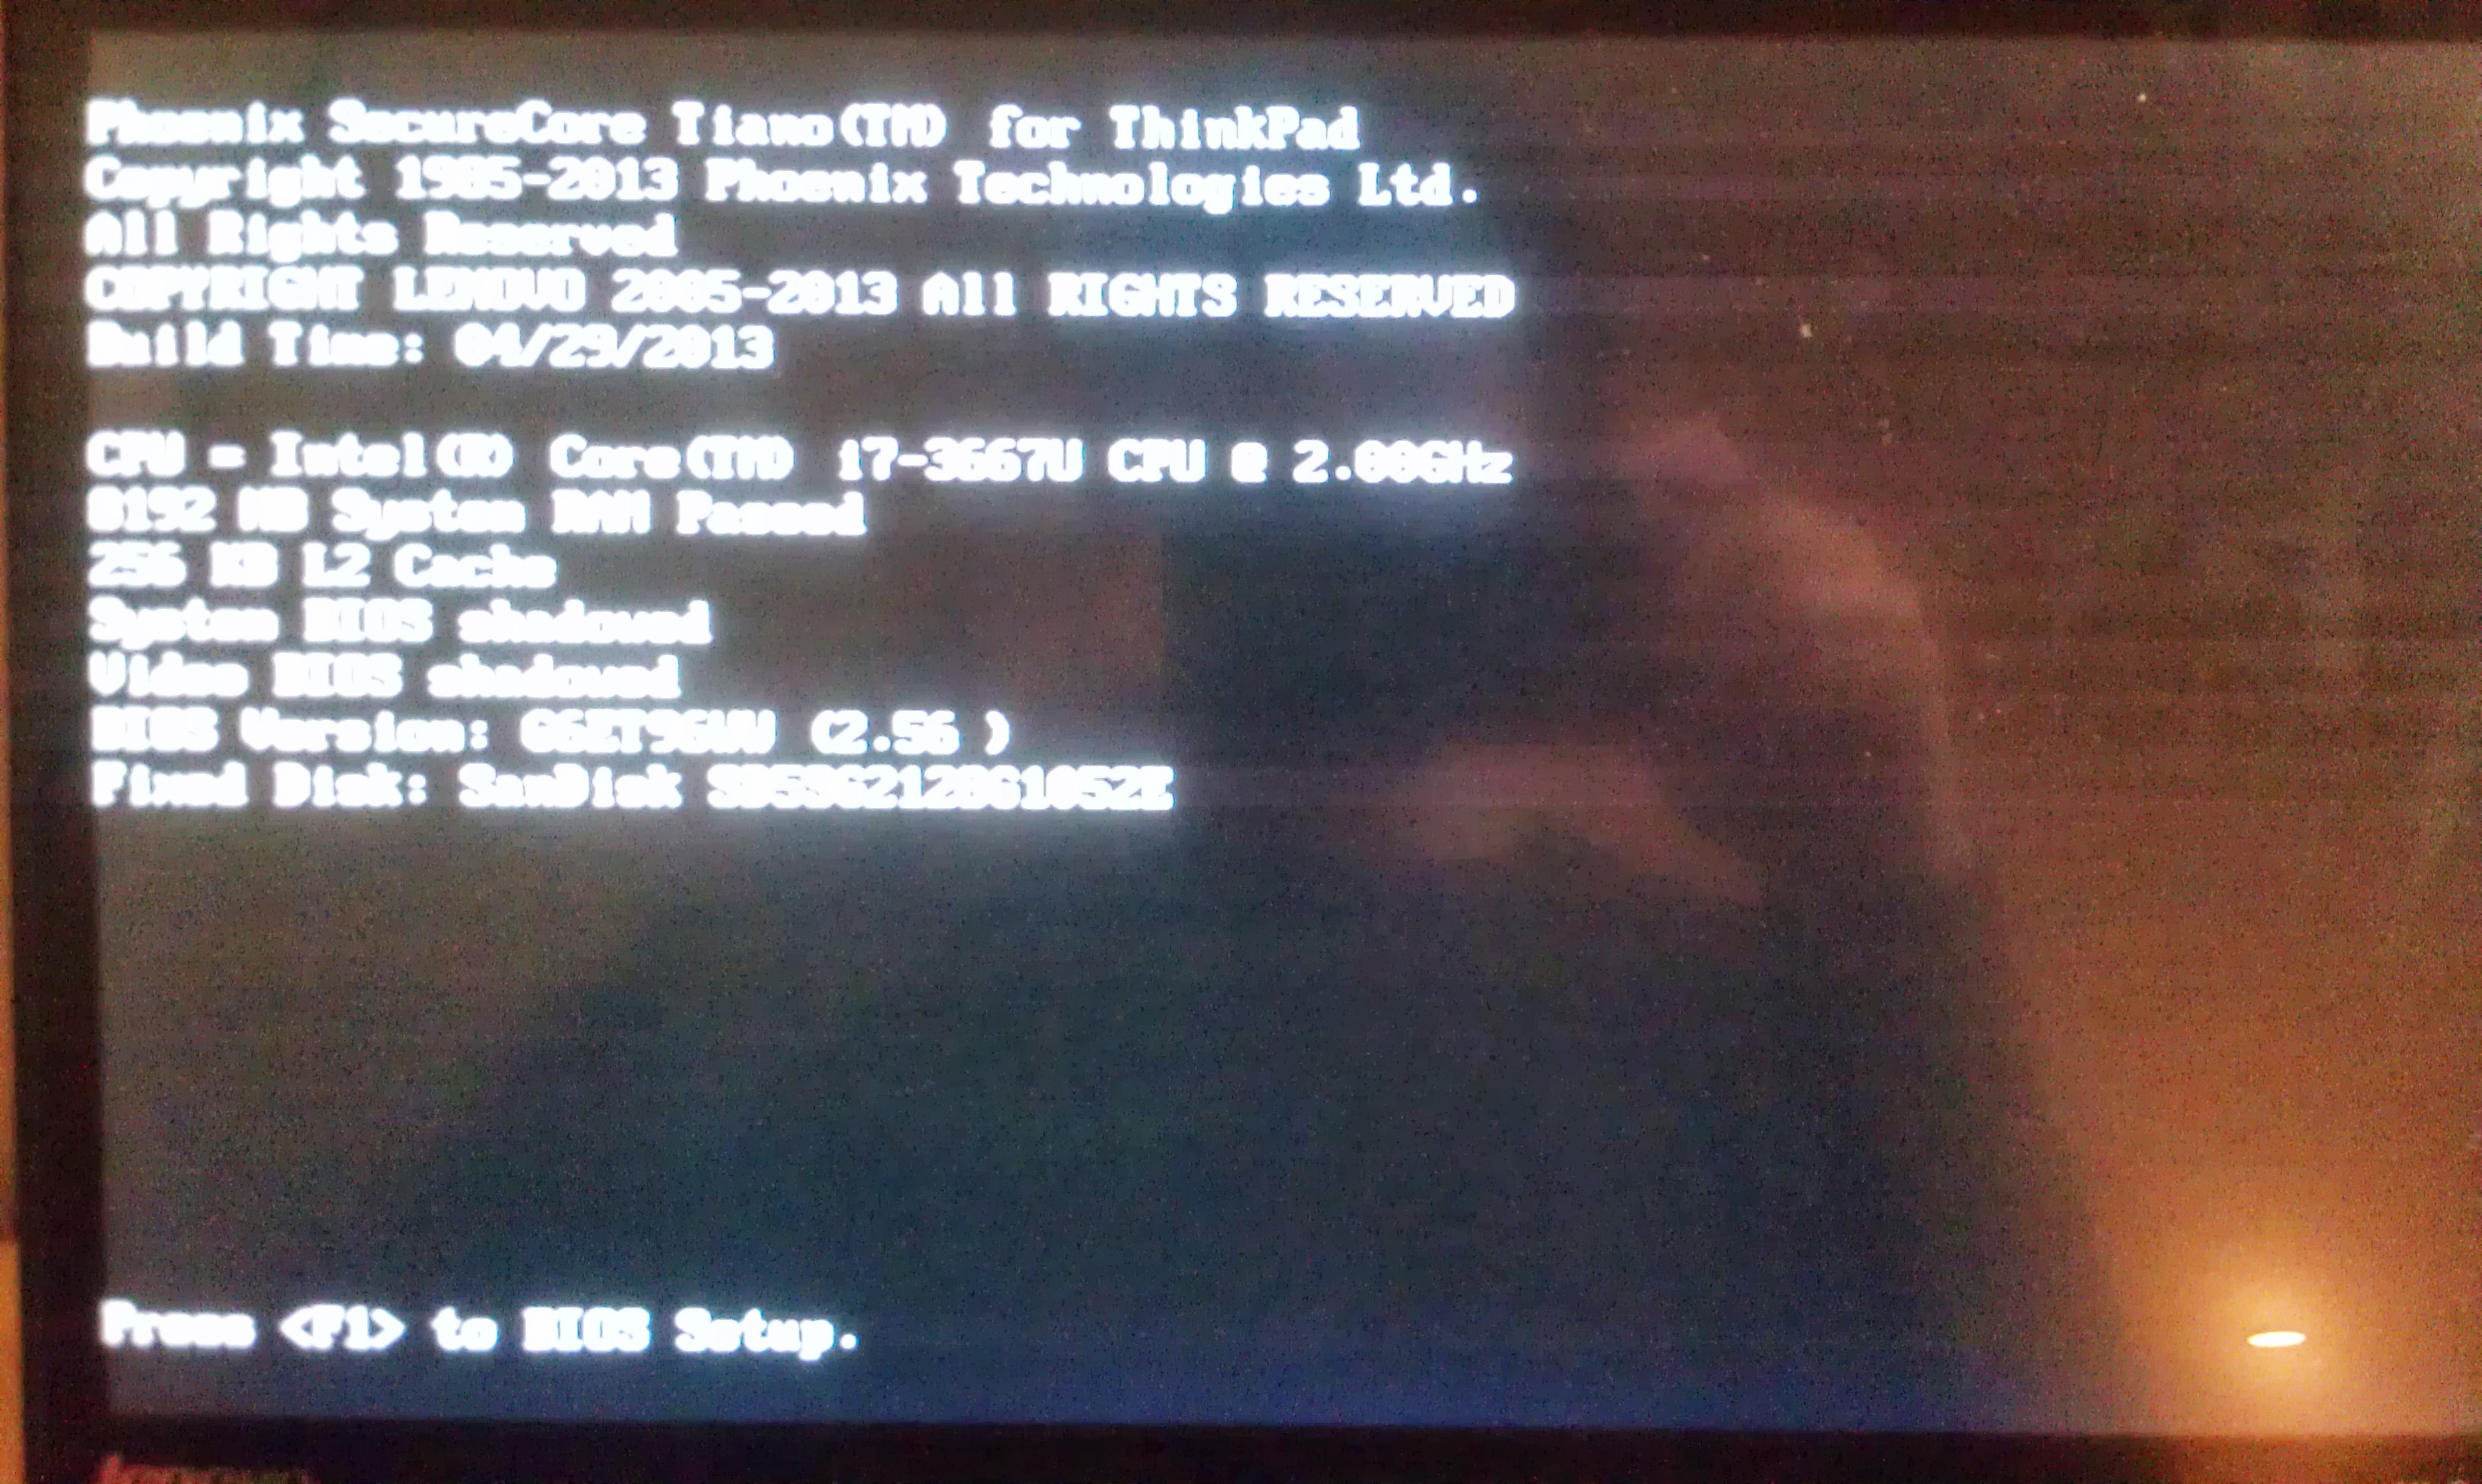 Phoenix SecureCore Tiano(TM) for ThinkPad
Copyright 1985-2013 Phoenix Technologies Ltd.
All Rights Reserved
COPYRIGHT LENOVO 2005-2013 All RIGHTS RESERVED
Build Time: 04/29/2013
CPU = Intel(R) Core(TM) i7-3667U CPU @ 2.00GHz
8192 MB System RAM Passed
256 KB L2 Cache
System BIOS shadowed
Video BIOS shadowed
BIOS Version: G6ET96WW (2.56 )
Fixed Disk: SanDisk
Press <F1> to BIOS Setup.